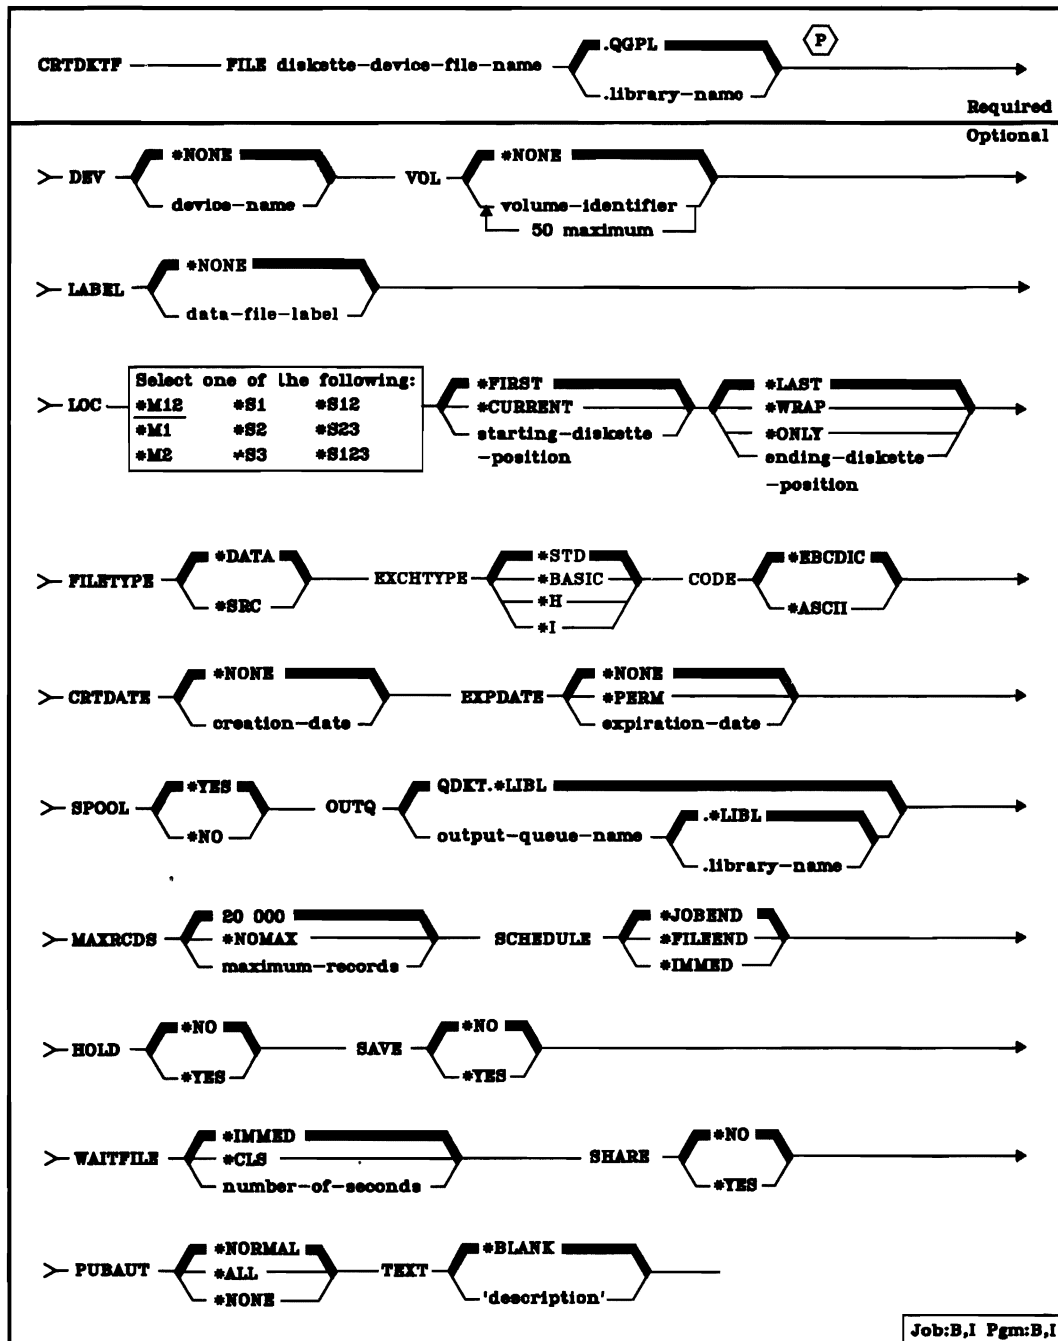 .QGPL
P
CRTDKTF FILE diskette-device-file-name
.library-name
Required
Optional
*NONE *NONE
DEV VOL
device-name volume-identifier
50 maximum
*NONE
LABEL
data-file-label
Select one of the following:
*M12 *S1 *S12
*M1 *S2 *S23
*M2 *S3 *S123
LOC
*FIRST
*CURRENT
starting-diskette
-position
*LAST
*WRAP
*ONLY
ending-diskette
-position
*DATA
FILETYPE
*SRC
*STD
EXCHTYPE
*BASIC
*H
*I
*EBCDIC
CODE
*ASCII
*NONE
CRTDATE
creation-date
*NONE
EXPDATE
*PERM
expiration-date
*YES
SPOOL
*NO
QDKT.*LIBL
OUTQ
output-queue-name
.*LIBL
.library-name
20 000
MAXRCDS
*NOMAX
maximum-records
*JOBEND
SCHEDULE
*FILEEND
*IMMED
*NO
HOLD
*YES
*NO
SAVE
*YES
*IMMED
WAITFILE
*CLS
number-of-seconds
*NO
SHARE
*YES
*NORMAL
PUBAUT
*ALL
*NONE
*BLANK
TEXT
'description'
Job:B,I Pgm:B,I